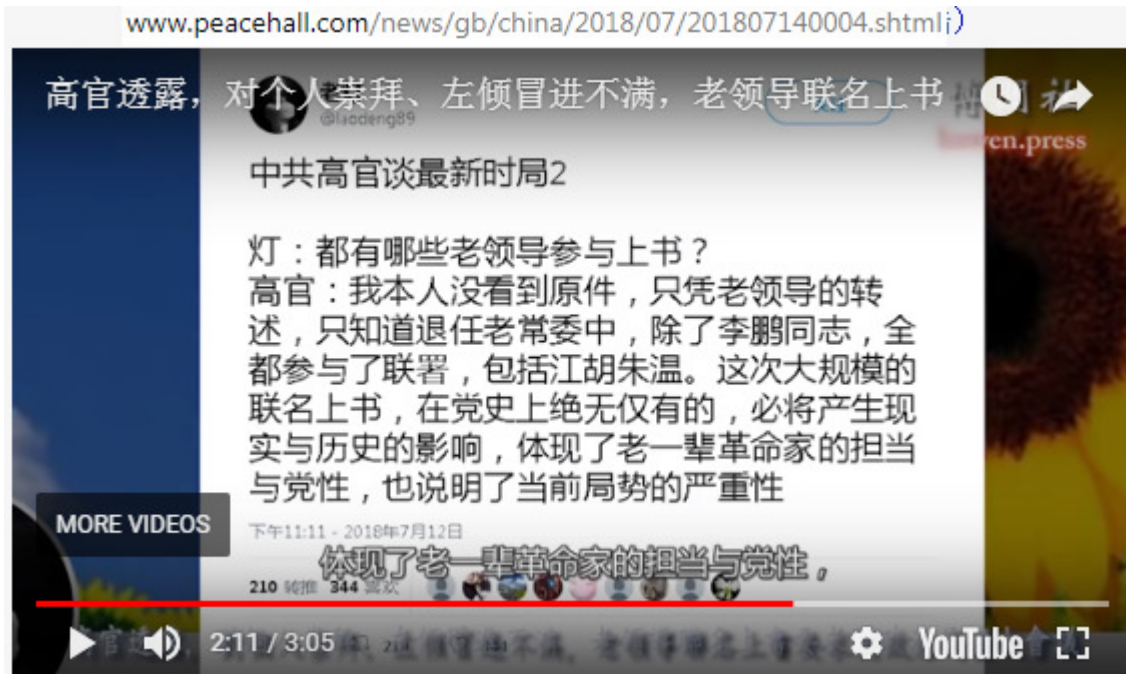 www.peacehall.com/news/gb/china/2018/07/201807140004.shtml
高官透露，对个人崇拜、左倾冒进不满，老领导联名上书
@laodeng89
en.press
中共高官谈最新时局2
灯：都有哪些老领导参与上书？
高官：我本人没看到原件，只凭老领导的转
述，只知道退任老常委中，除了李鹏同志，全
都参与了联署，包括江胡朱温。这次大规模的
联名上书，在党史上绝无仅有的，必将产生现
实与历史的影响，体现了老一辈革命家的担当
与党性，也说明了当前局势的严重性
MORE VIDEOS
下午11:11 - 2018年7月12日
体现了老一辈革命家的担当与党性，
210 转推 344 喜欢
2:11 / 3:05
YouTube